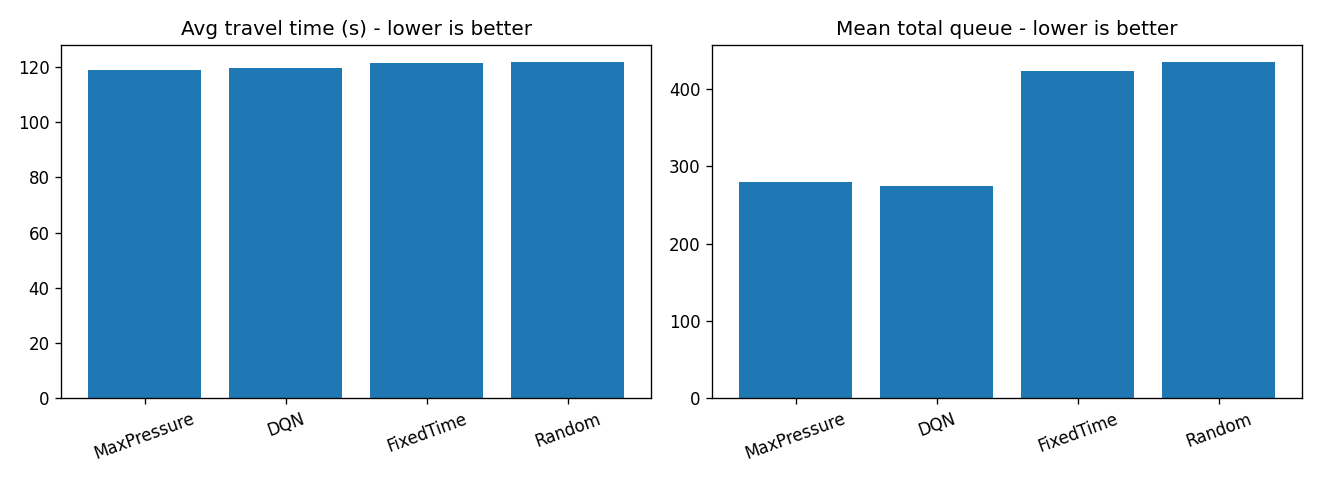 Avg travel time (s) - lower is better
120
100
80
60
40
20
0
MaxPressure
DQN
FixedTime
Random
Mean total queue - lower is better
400
300
200
100
0
MaxPressure
DQN
FixedTime
Random